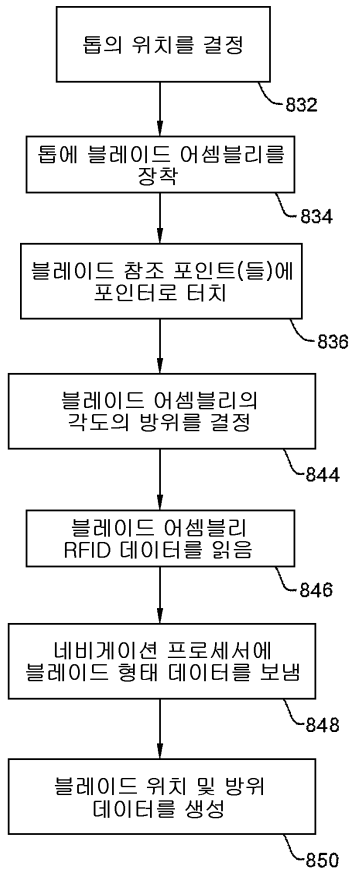 톱의 위치를 결정
832
톱에 블레이드 어셈블리를
장착
834
블레이드 참조 포인트(들)에
포인터로 터치
836
블레이드 어셈블리의
각도의 방위를 결정
844
블레이드 어셈블리
RFID 데이터를 읽음
846
네비게이션 프로세서에
블레이드 형태 데이터를 보냄
848
블레이드 위치 및 방위
데이터를 생성
850